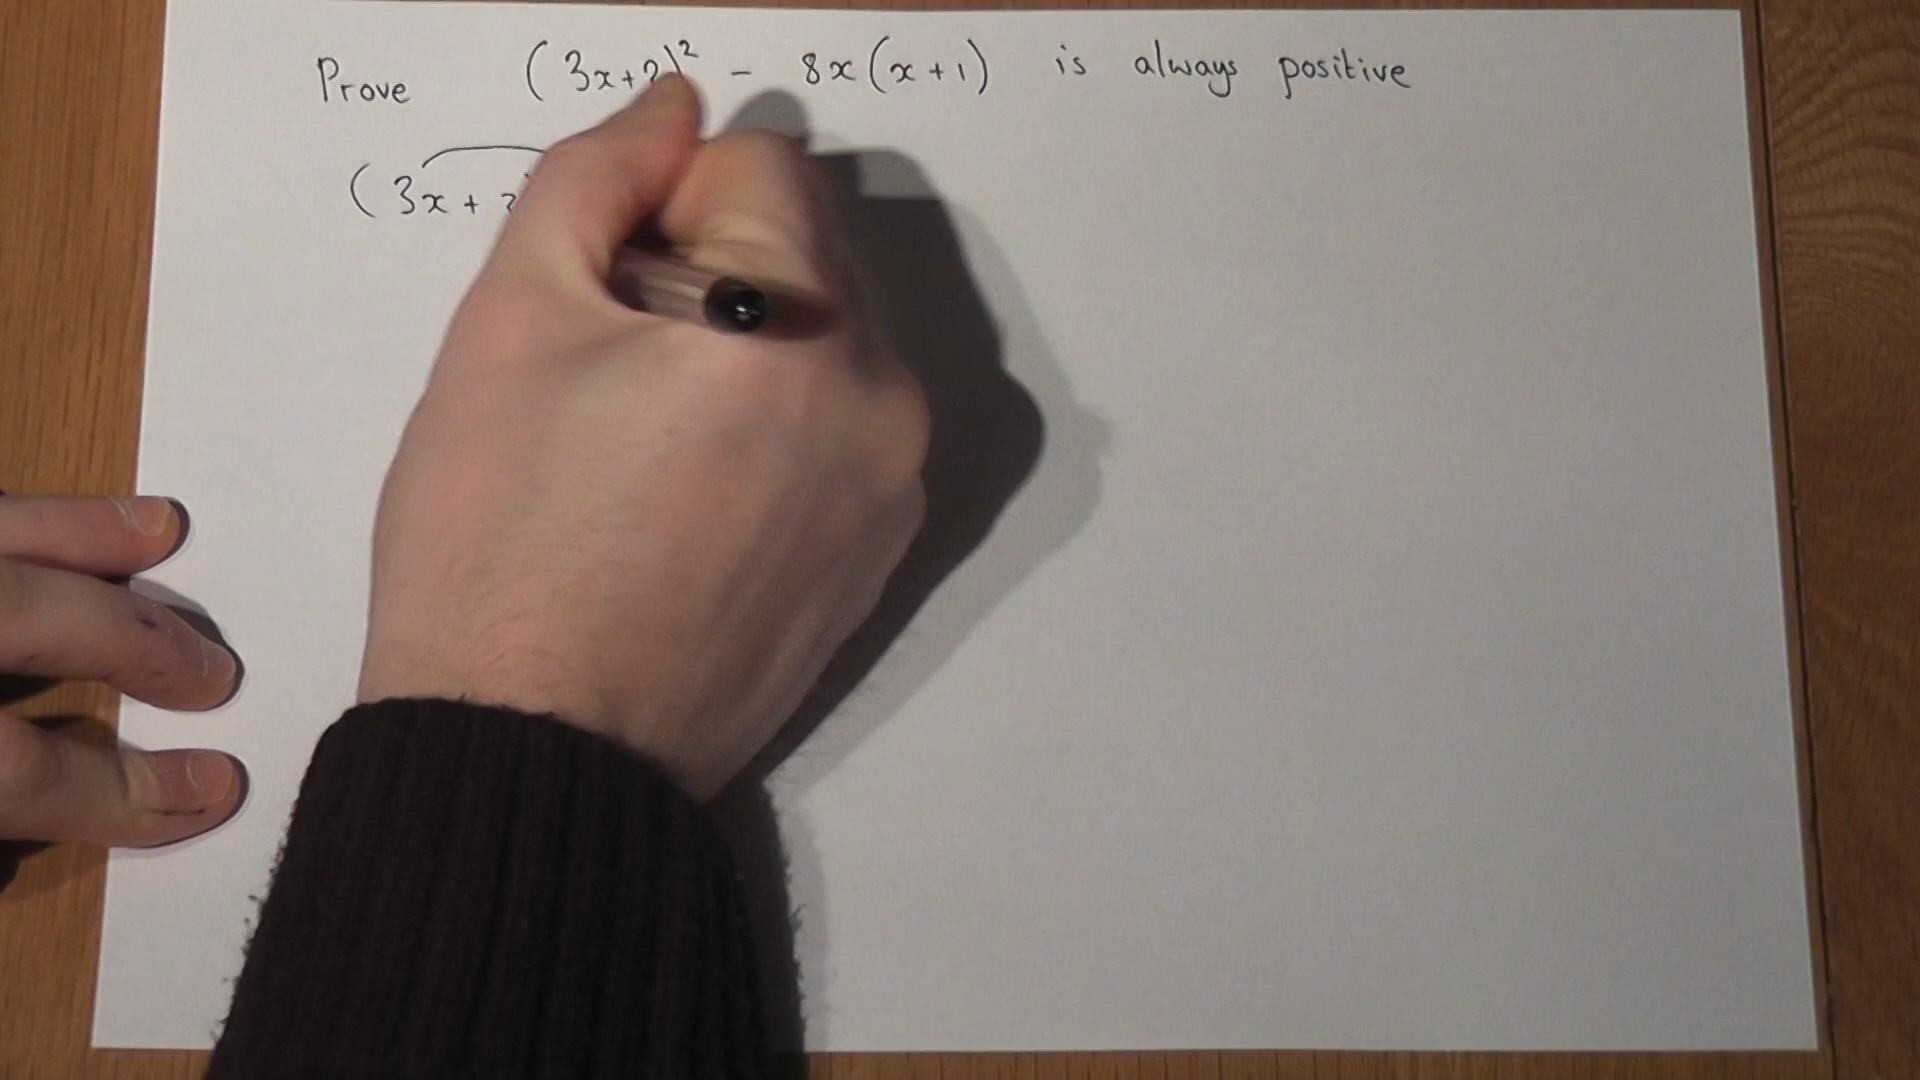 Prove (3x+2)² - 8x(x+1) is always positive
(3x +